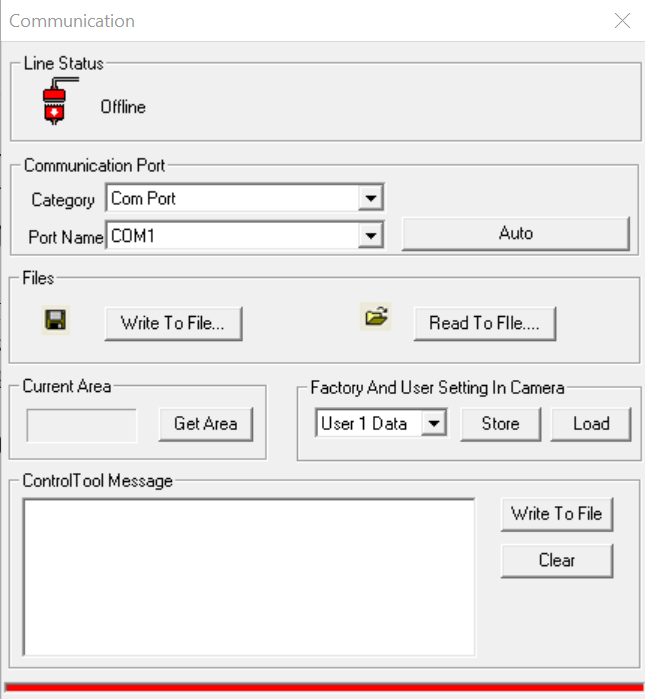 Communication
Line Status
Offline
Communication Port
Category Com Port
Port Name COM1 Auto
Files
Write To File... Read To FIle....
Current Area Factory And User Setting In Camera
Get Area User 1 Data Store Load
ControlTool Message
Write To File
Clear